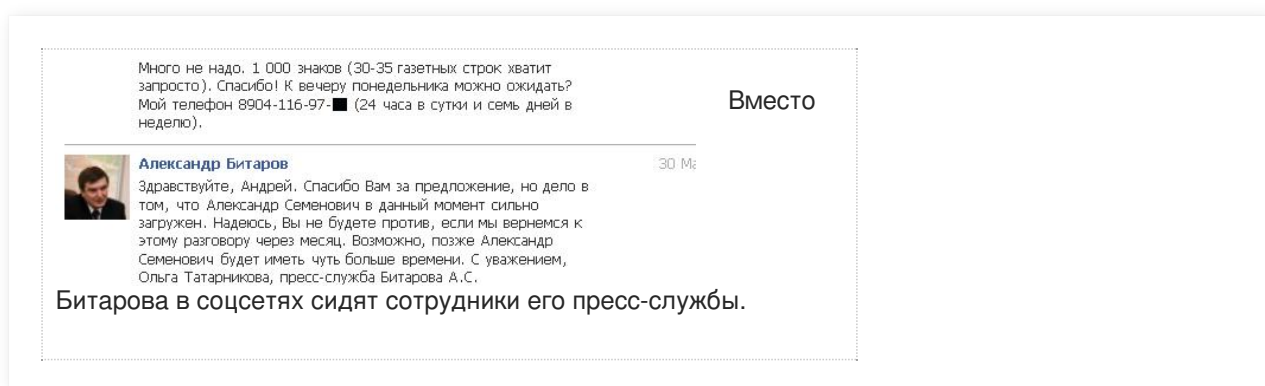 Много не надо. 1 000 знаков (30-35 газетных строк хватит
запросто). Спасибо! К вечеру понедельника можно ожидать?
Мой телефон 8904-116-97- (24 часа в сутки и семь дней в
неделю).
Вместо
Александр Битаров 30 Ма
Здравствуйте, Андрей. Спасибо Вам за предложение, но дело в
том, что Александр Семенович в данный момент сильно
загружен. Надеюсь, Вы не будете против, если мы вернемся к
этому разговору через месяц. Возможно, позже Александр
Семенович будет иметь чуть больше времени. С уважением,
Ольга Татарникова, пресс-служба Битарова А.С.
Битарова в соцсетях сидят сотрудники его пресс-службы.